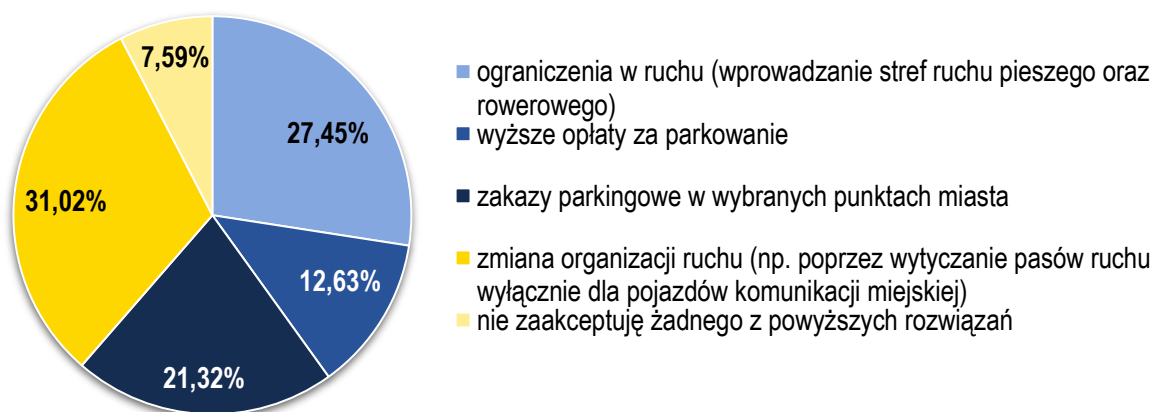 7,59%
27,45%
31,02%
12,63%
21,32%
ograniczenia w ruchu (wprowadzanie stref ruchu pieszego oraz
rowerowego)
wyższe opłaty za parkowanie
zakazy parkingowe w wybranych punktach miasta
zmiana organizacji ruchu (np. poprzez wytyczanie pasów ruchu
wyłącznie dla pojazdów komunikacji miejskiej)
nie zaakceptuję żadnego z powyższych rozwiązań